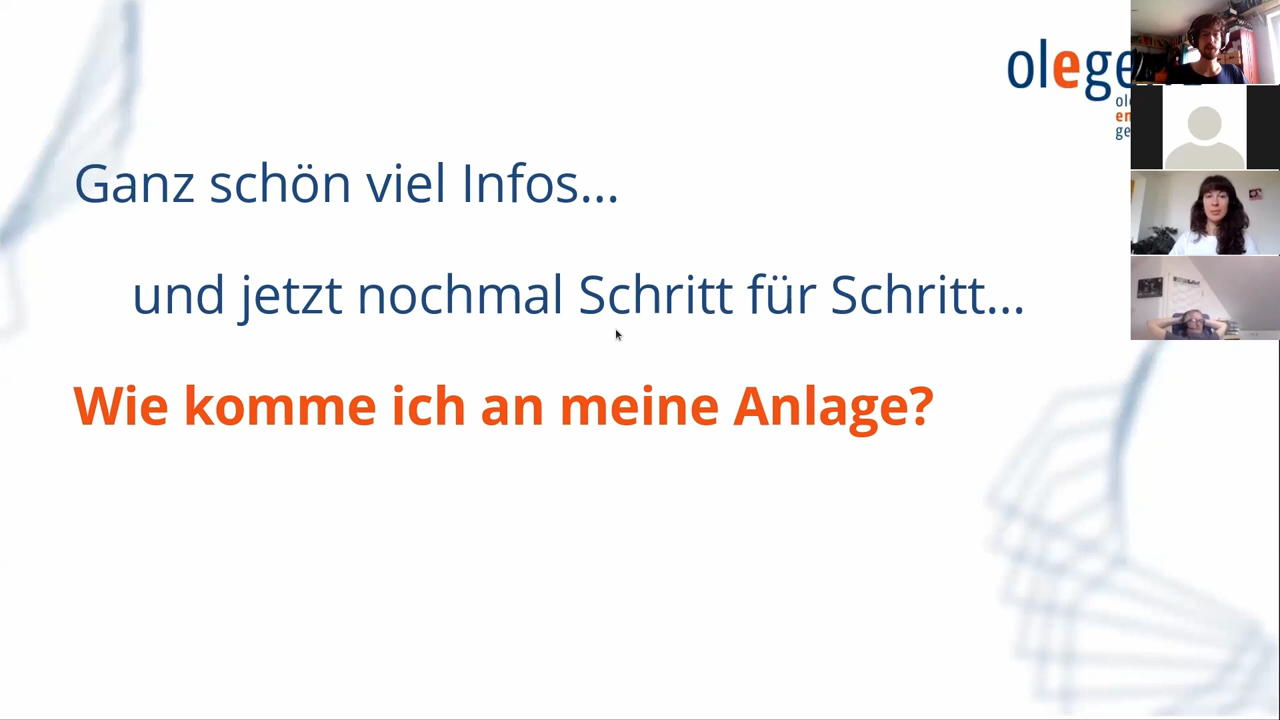 Ganz schön viel Infos...
und jetzt nochmal Schritt für Schritt...
Wie komme ich an meine Anlage?